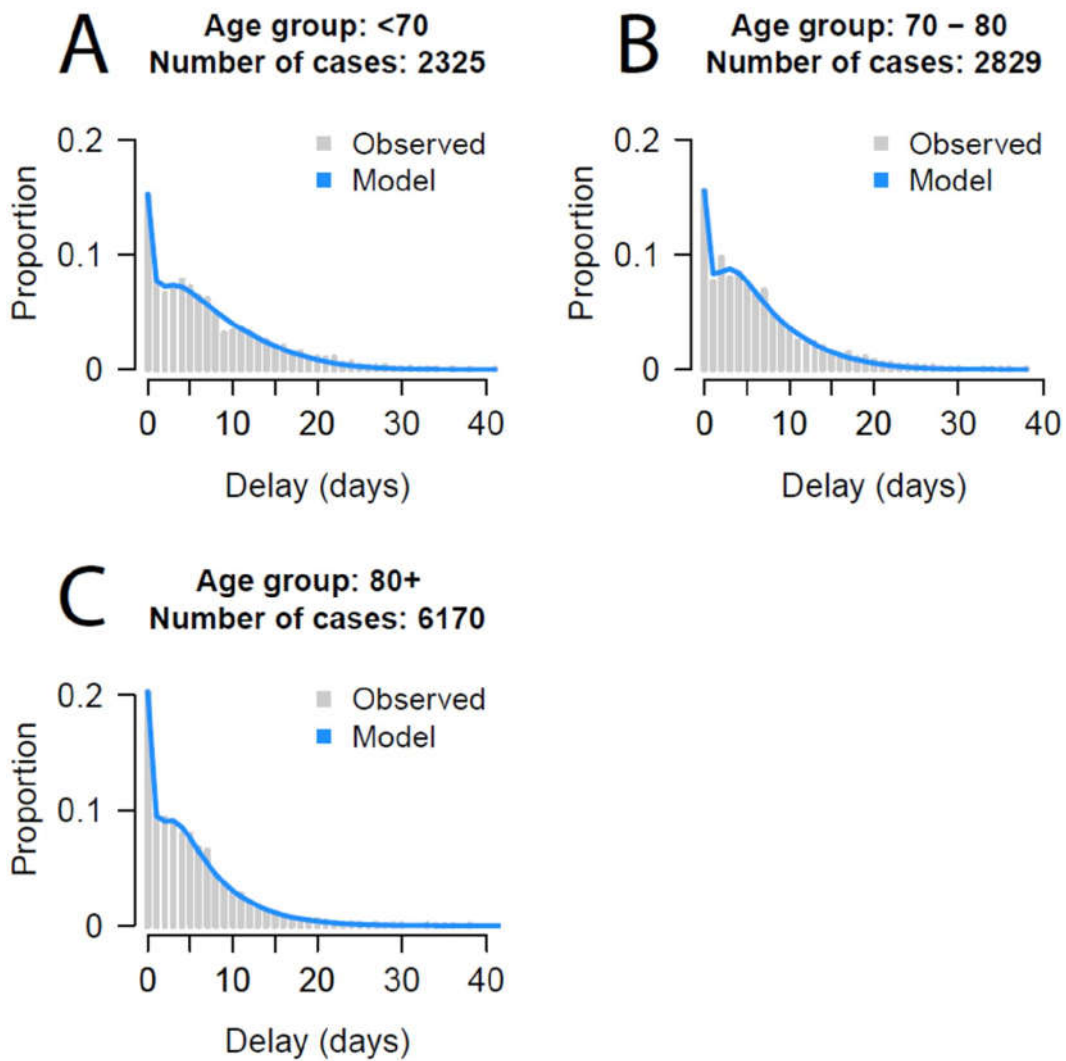 A
Age group: <70
Number of cases: 2325
0.2
0.1
0
Proportion
Observed
Model
0
10
20
30
40
Delay (days)
B
Age group: 70 − 80
Number of cases: 2829
0.2
0.1
0
Proportion
Observed
Model
0
10
20
30
40
Delay (days)
C
Age group: 80+
Number of cases: 6170
0.2
0.1
0
Proportion
Observed
Model
0
10
20
30
40
Delay (days)